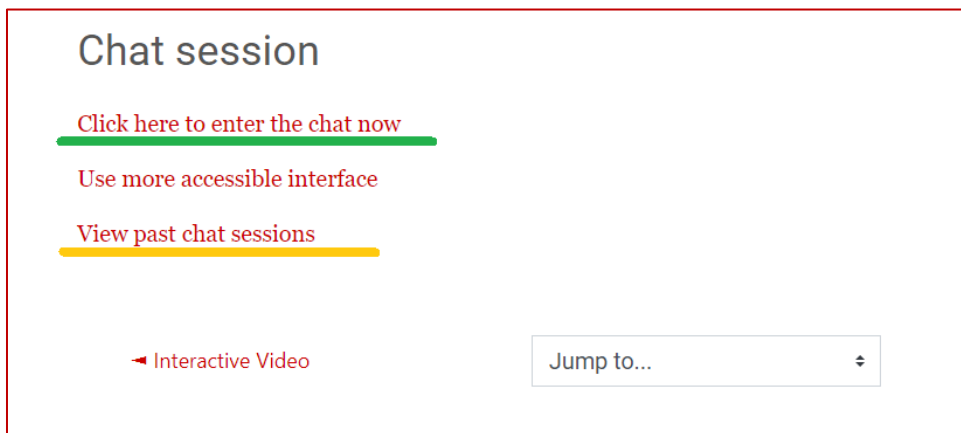 Chat session
Click here to enter the chat now
Use more accessible interface
View past chat sessions
◄ Interactive Video
Jump to...